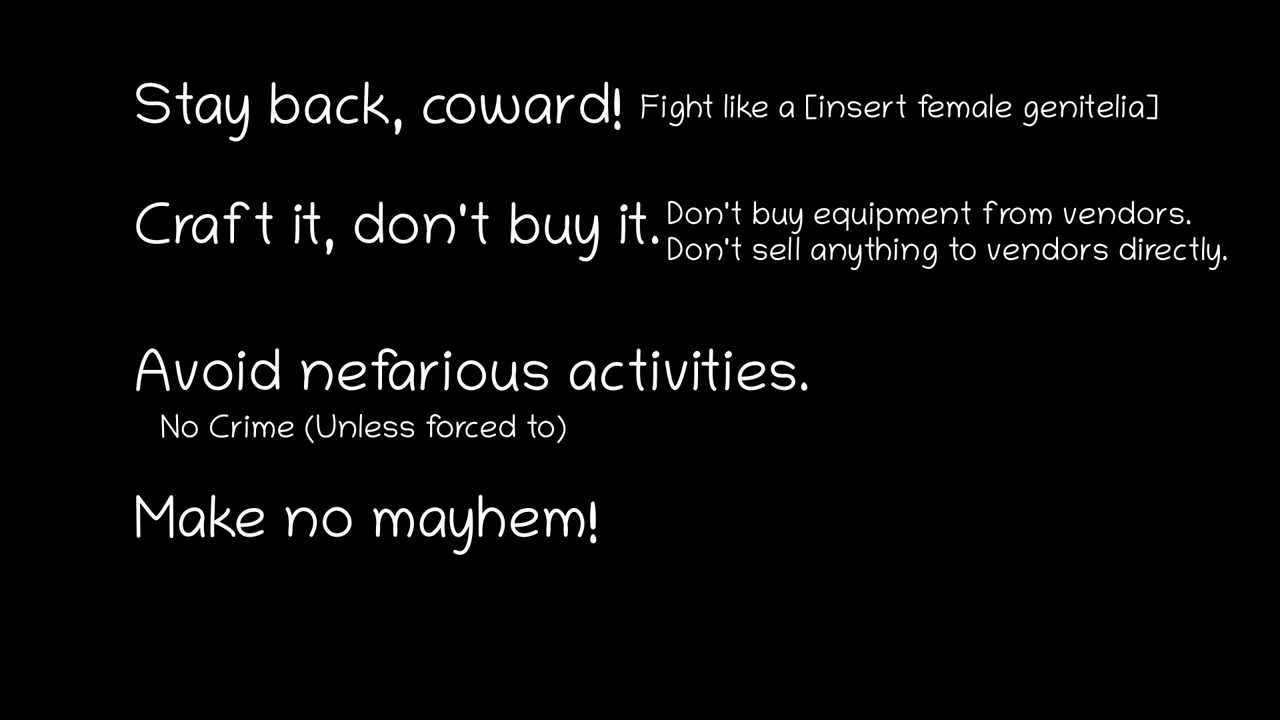 Stay back, coward! Fight like a [insert female genitelia]
Craft it, don't buy it. Don't buy equipment from vendors.
Don't sell anything to vendors directly.
Avoid nefarious activities.
No Crime (Unless forced to)
Make no mayhem!